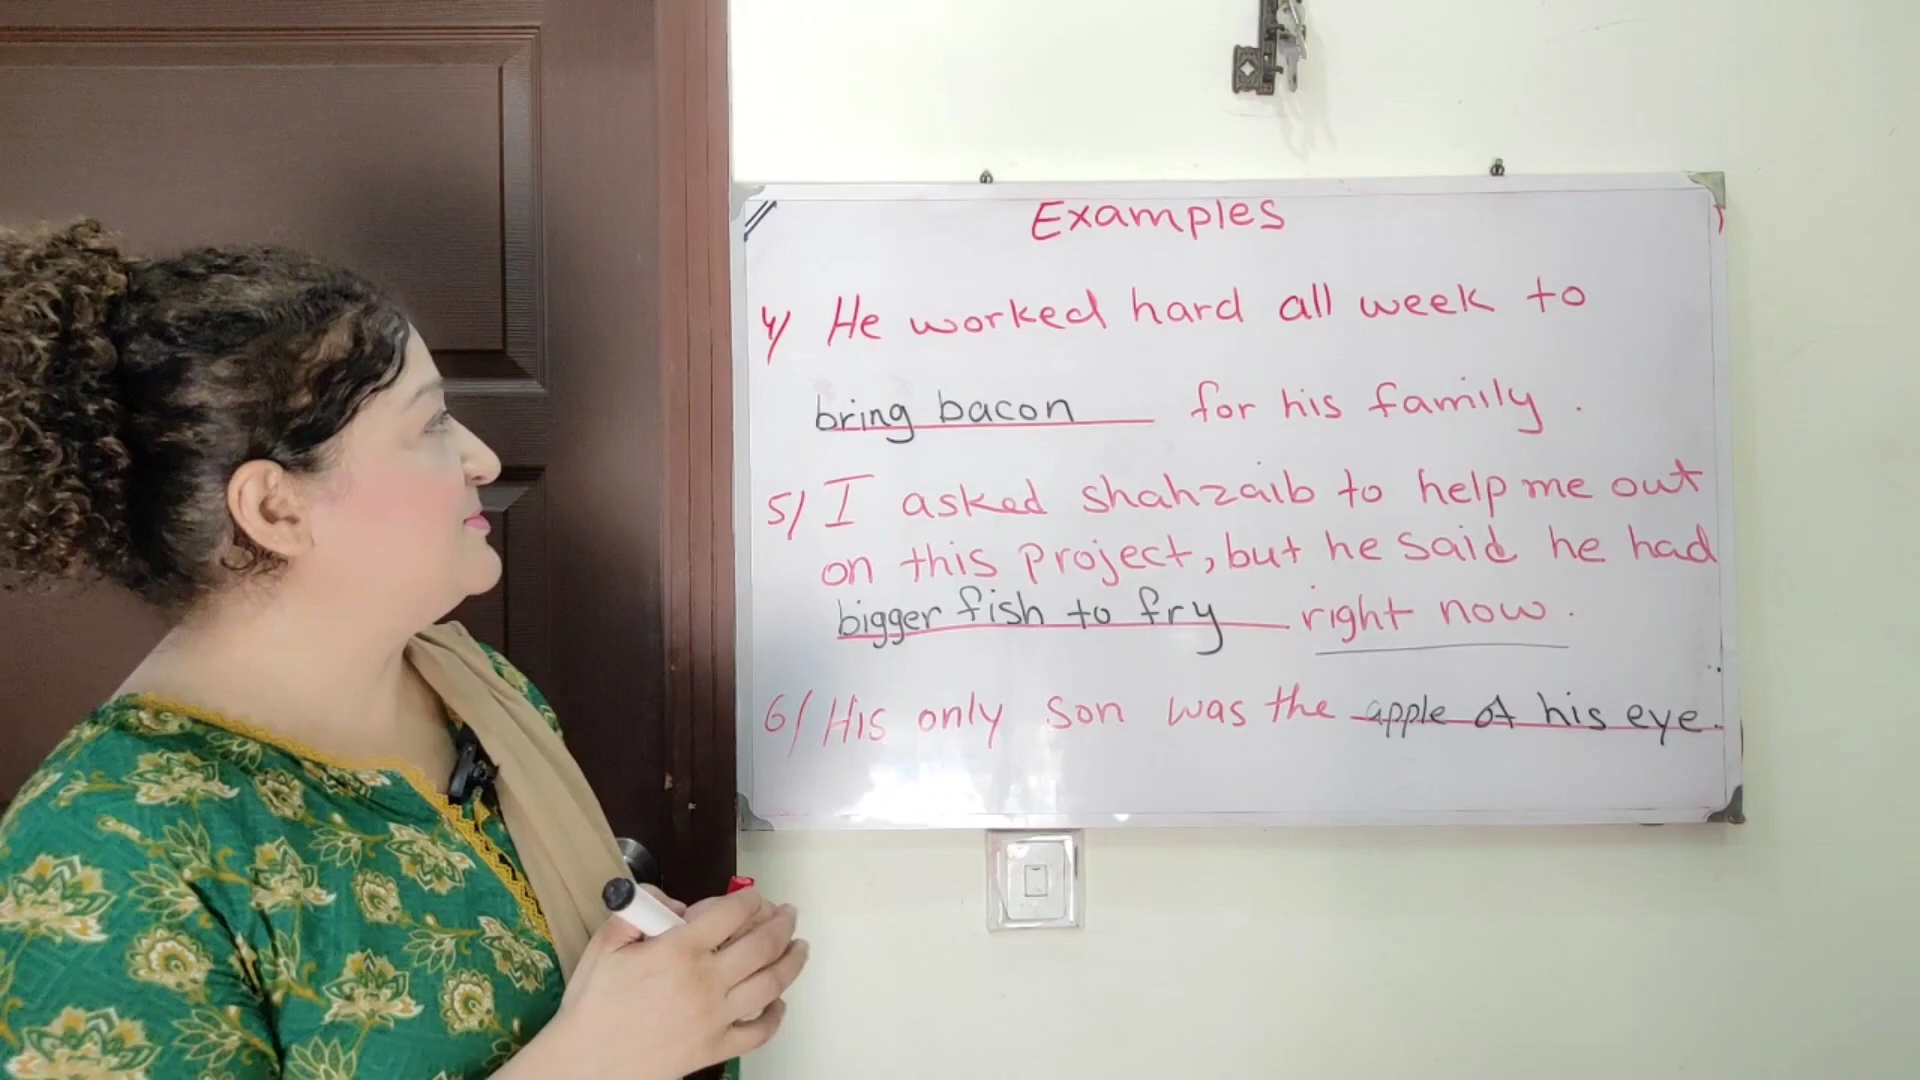 Examples
4/ He worked hard all week to
bring bacon for his family.
5/ I asked shahzaib to help me out
on this project, but he said he had
bigger fish to fry right now.
6/ His only son was the apple of his eye.